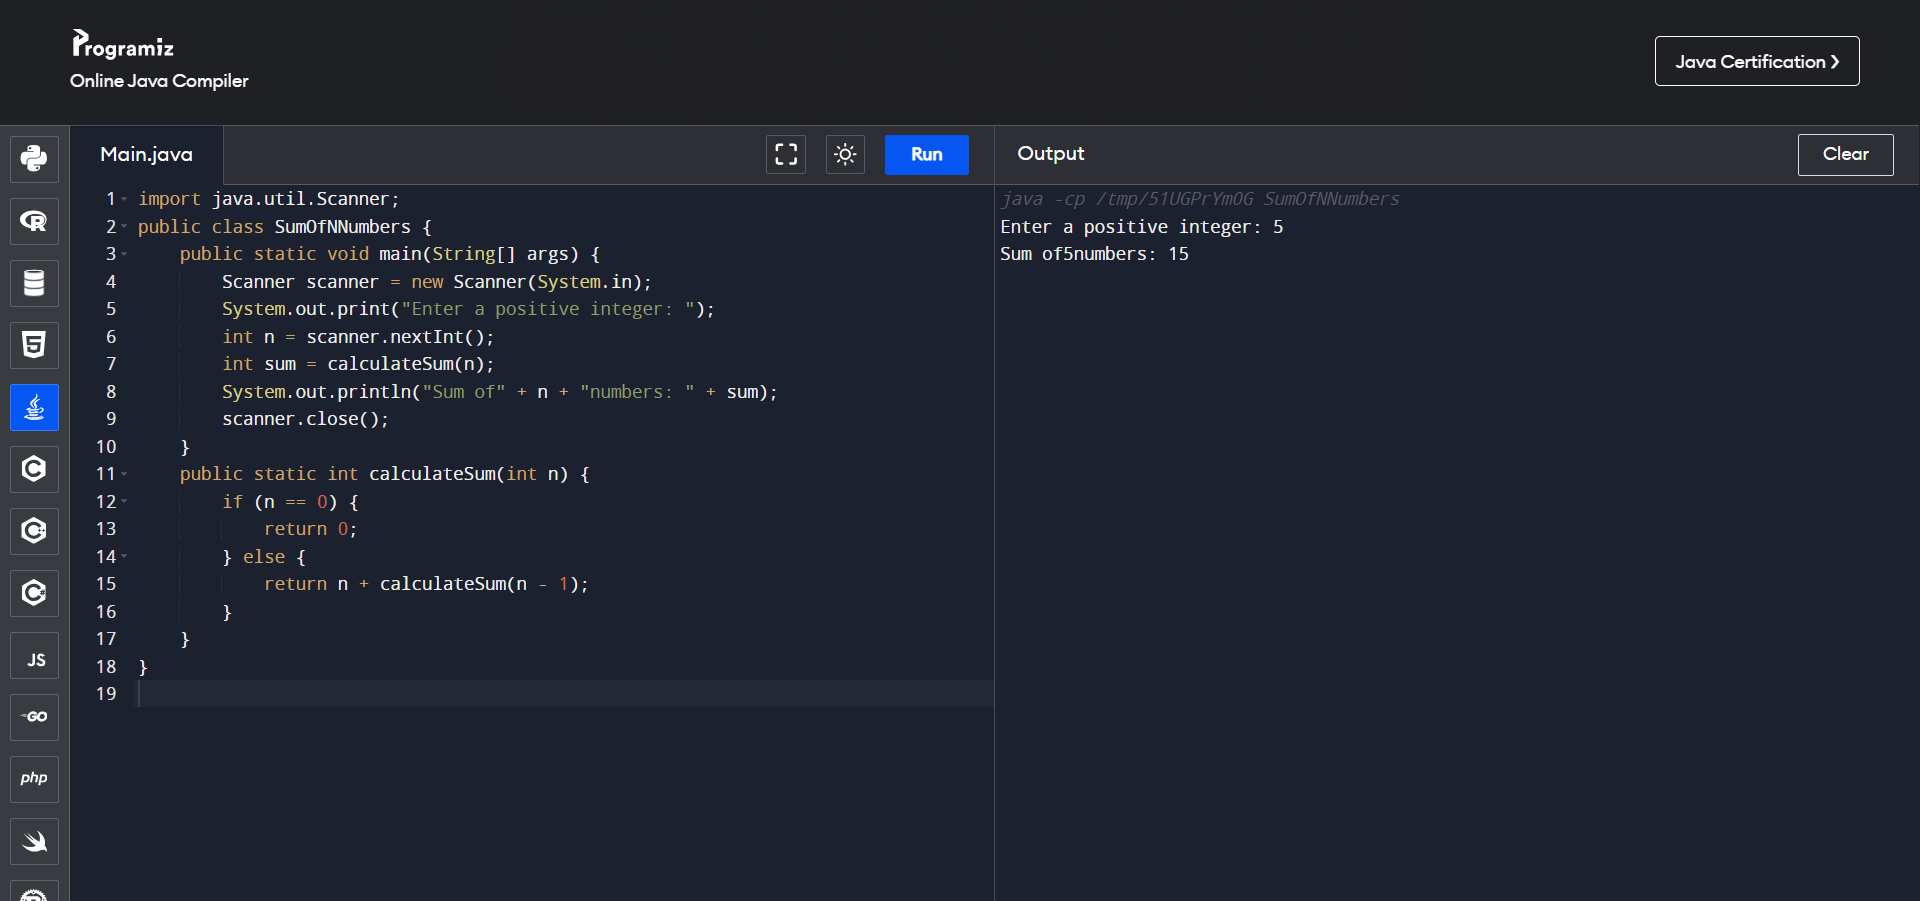 Programiz
Online Java Compiler
Java Certification ❯
Main.java
Run
Output
Clear
1 import java.util.Scanner;
2 public class SumOfNNumbers {
3     public static void main(String[] args) {
4         Scanner scanner = new Scanner(System.in);
5         System.out.print("Enter a positive integer: ");
6         int n = scanner.nextInt();
7         int sum = calculateSum(n);
8         System.out.println("Sum of" + n + "numbers: " + sum);
9         scanner.close();
10     }
11     public static int calculateSum(int n) {
12         if (n == 0) {
13             return 0;
14         } else {
15             return n + calculateSum(n - 1);
16         }
17     }
18 }
19
java -cp /tmp/51UGPrYmOG SumOfNNumbers
Enter a positive integer: 5
Sum of5numbers: 15
R
5
C
C
C
JS
GO
php